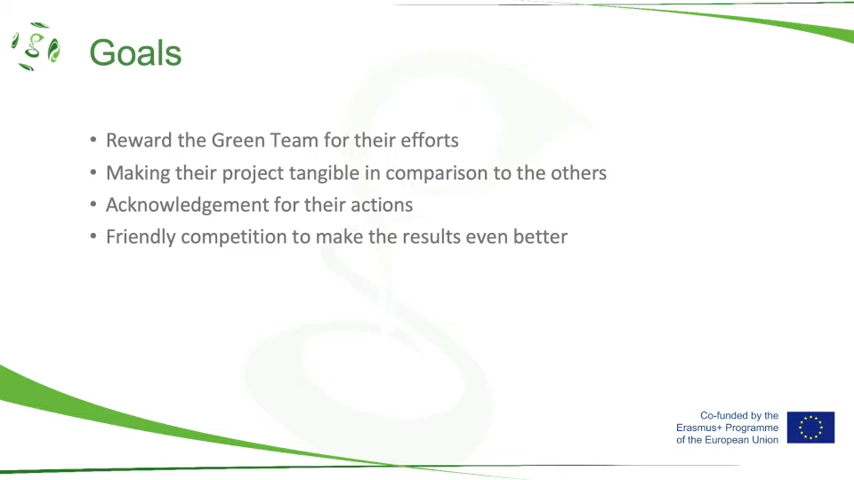 Goals
• Reward the Green Team for their efforts
• Making their project tangible in comparison to the others
• Acknowledgement for their actions
• Friendly competition to make the results even better
Co-funded by the
Erasmus+ Programme
of the European Union